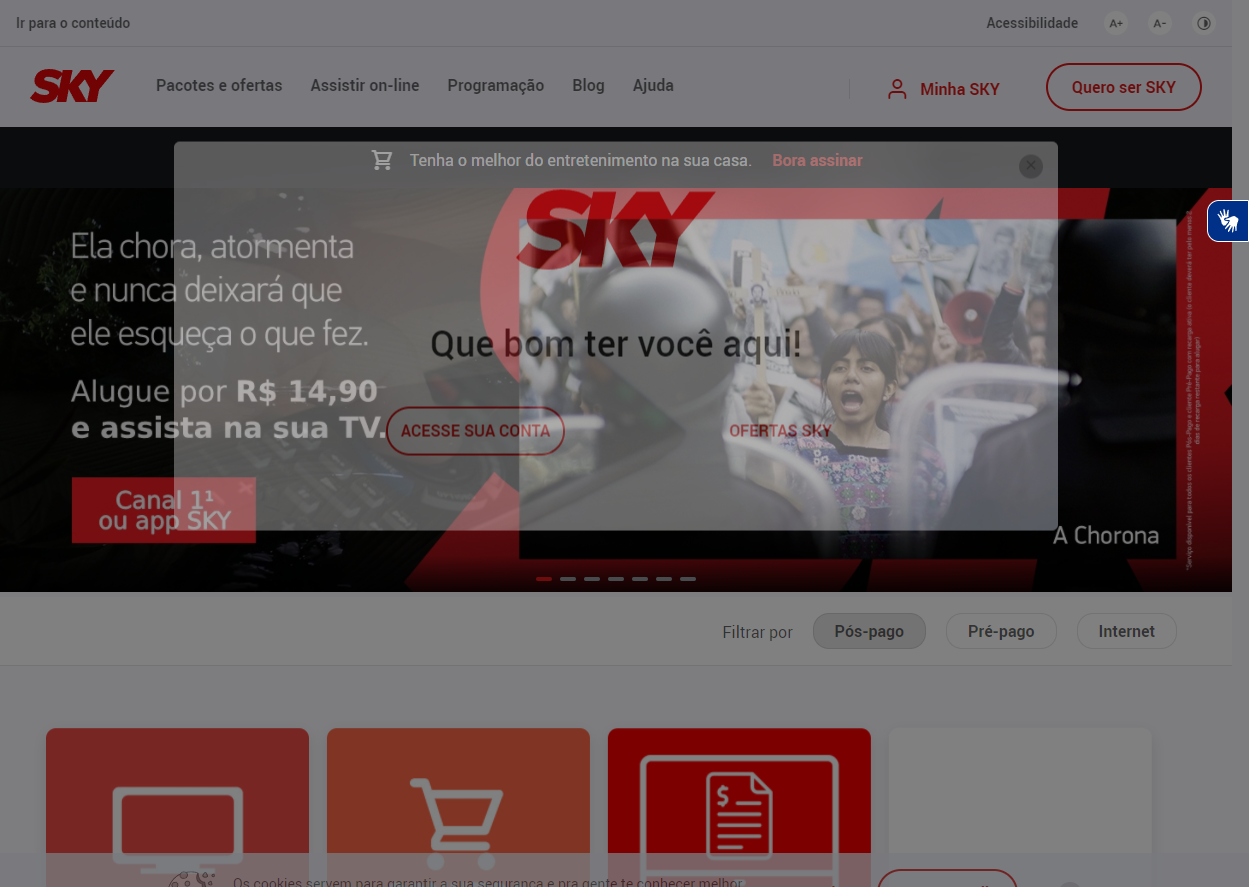 Ir para o conteúdo
Acessibilidade
A+
A-
SKY
Pacotes e ofertas
Assistir on-line
Programação
Blog
Ajuda
Minha SKY
Quero ser SKY
Tenha o melhor do entretenimento na sua casa.
Bora assinar
SKY
Ela chora, atormenta
e nunca deixará que
ele esqueça o que fez.
Alugue por R$ 14,90
e assista na sua TV.
Canal 1¹
ou app SKY
Que bom ter você aqui!
ACESSE SUA CONTA
OFERTAS SKY
A Chorona
Filtrar por
Pós-pago
Pré-pago
Internet
$
Os cookies servem para garantir a sua segurança e pra gente te conhecer melhor